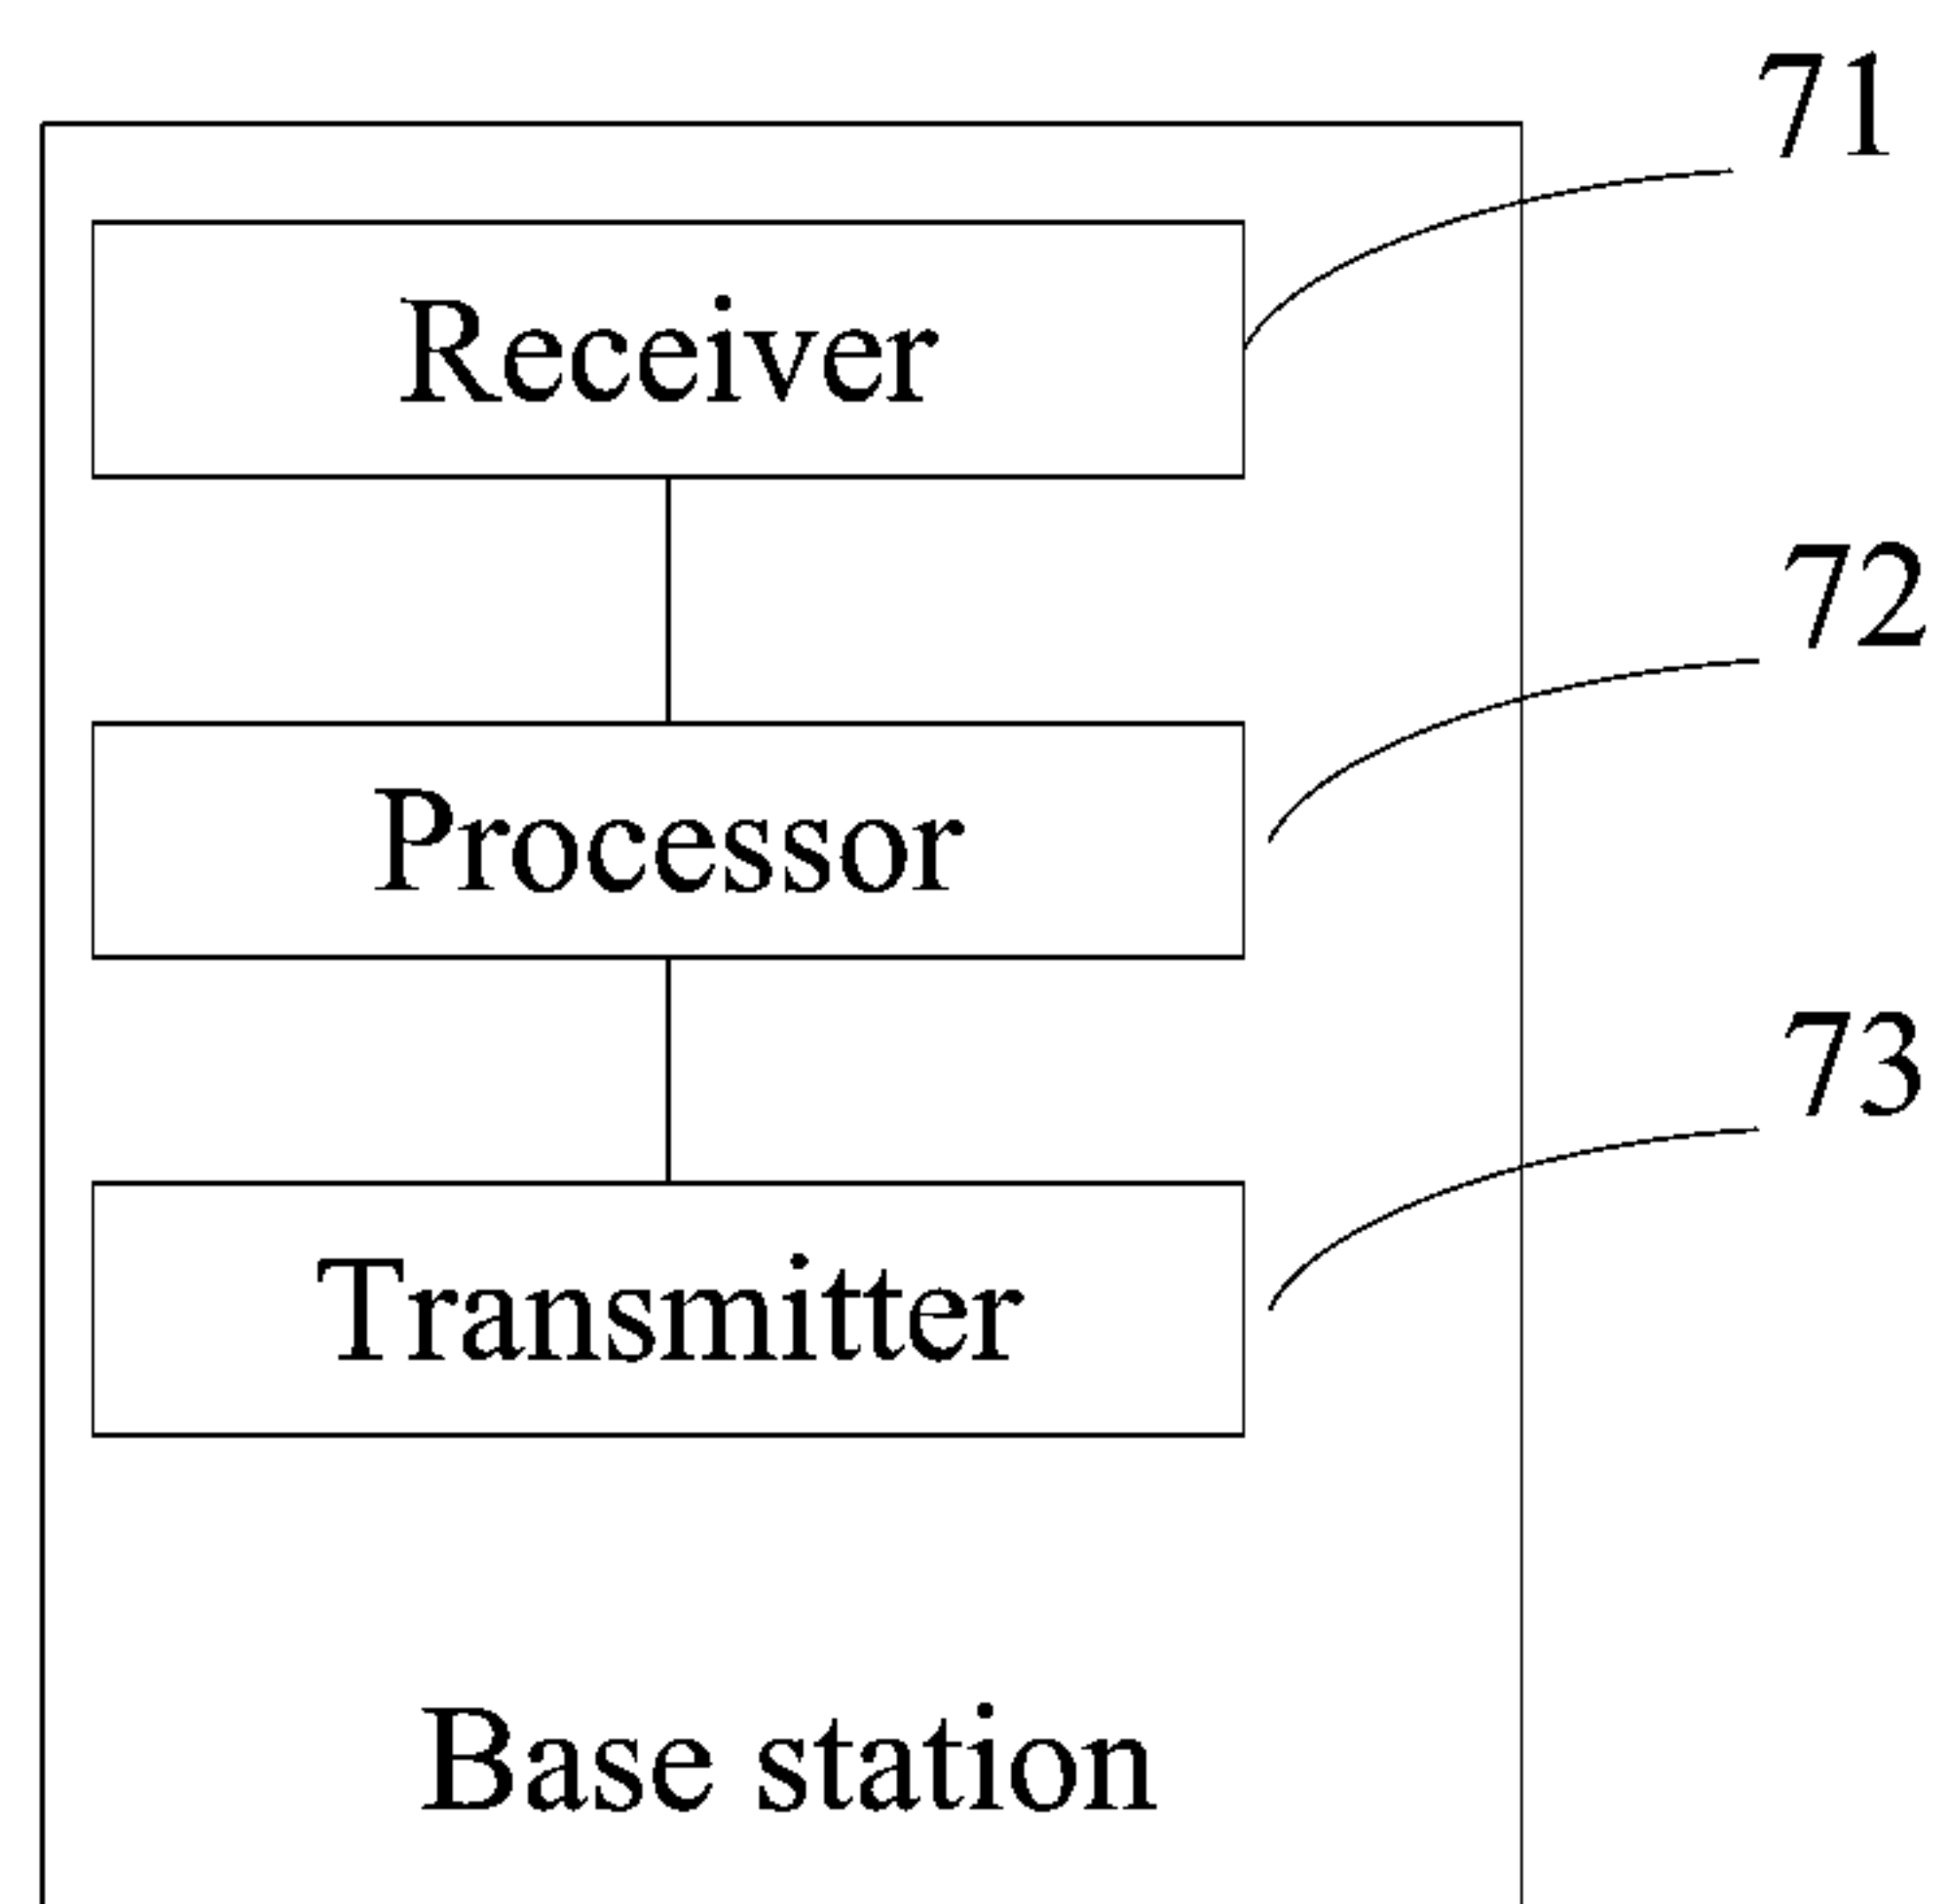 71
Receiver
72
Processor
73
Transmitter
Base station